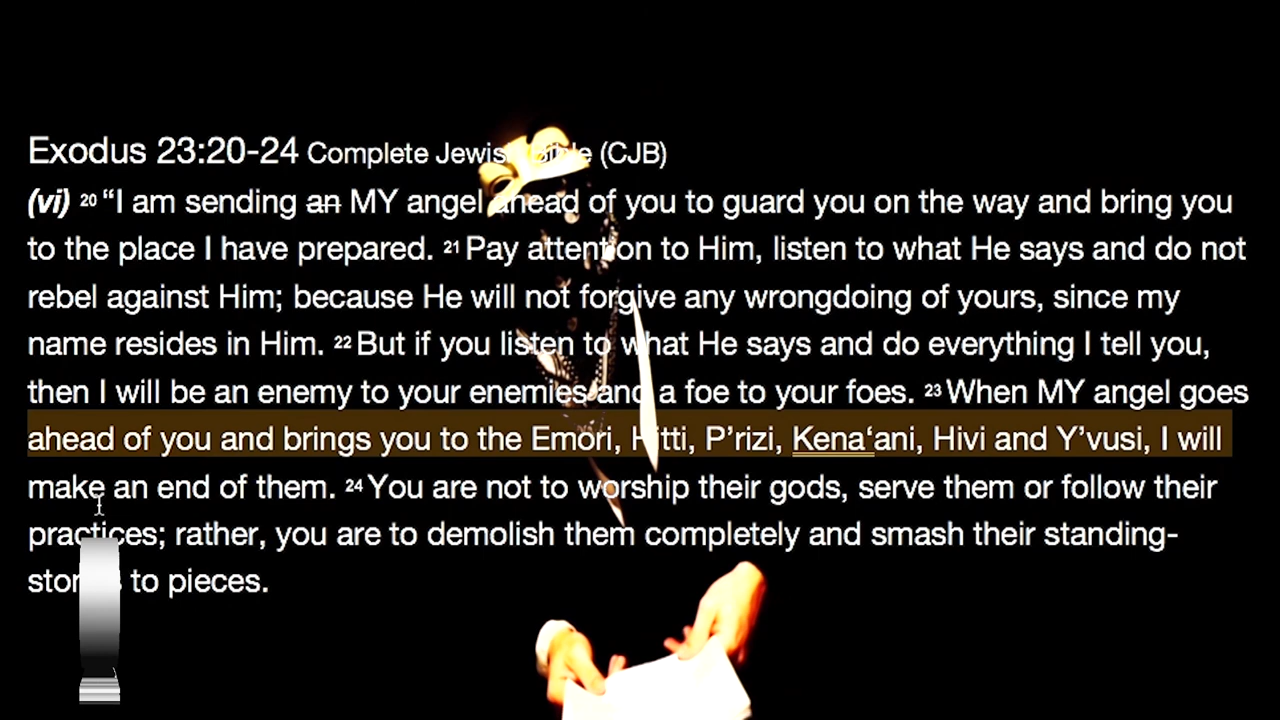 Exodus 23:20-24 Complete Jewish Bible (CJB)
(vi) 20 “I am sending an MY angel ahead of you to guard you on the way and bring you
to the place I have prepared. 21 Pay attention to Him, listen to what He says and do not
rebel against Him; because He will not forgive any wrongdoing of yours, since my
name resides in Him. 22 But if you listen to what He says and do everything I tell you,
then I will be an enemy to your enemies and a foe to your foes. 23 When MY angel goes
ahead of you and brings you to the Emori, Hitti, P’rizi, Kena‘ani, Hivi and Y’vusi, I will
make an end of them. 24 You are not to worship their gods, serve them or follow their
practices; rather, you are to demolish them completely and smash their standing-
stones to pieces.